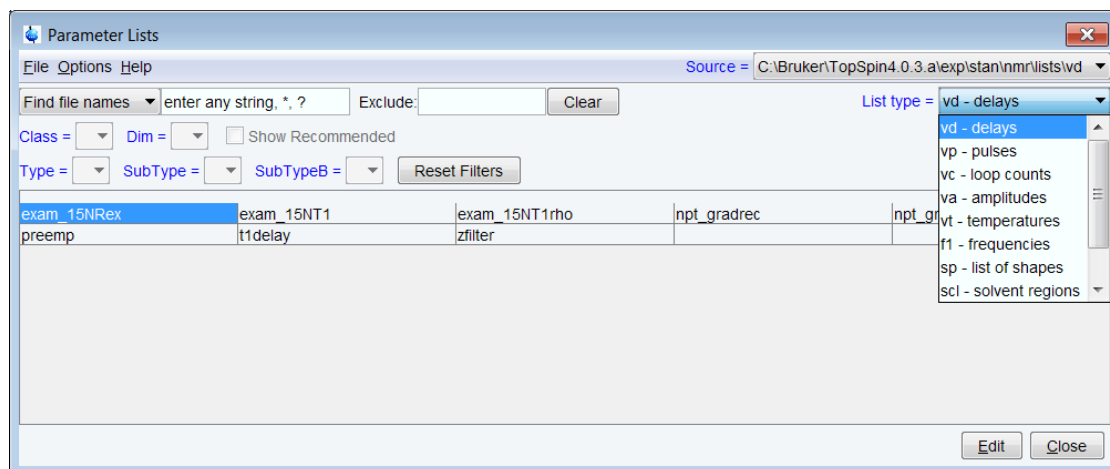 Parameter Lists
File Options Help Source = C:\Bruker\TopSpin4.0.3.a\exp\stan\nmr\lists\vd
Find file names enter any string, *, ? Exclude: Clear List type = vd - delays
Class = Dim = Show Recommended
Type = SubType = SubTypeB = Reset Filters
vd - delays
vp - pulses
vc - loop counts
va - amplitudes
vt - temperatures
f1 - frequencies
sp - list of shapes
scl - solvent regions
exam_15NRex exam_15NT1 exam_15NT1rho npt_gradrec
preemp t1delay zfilter
Edit Close